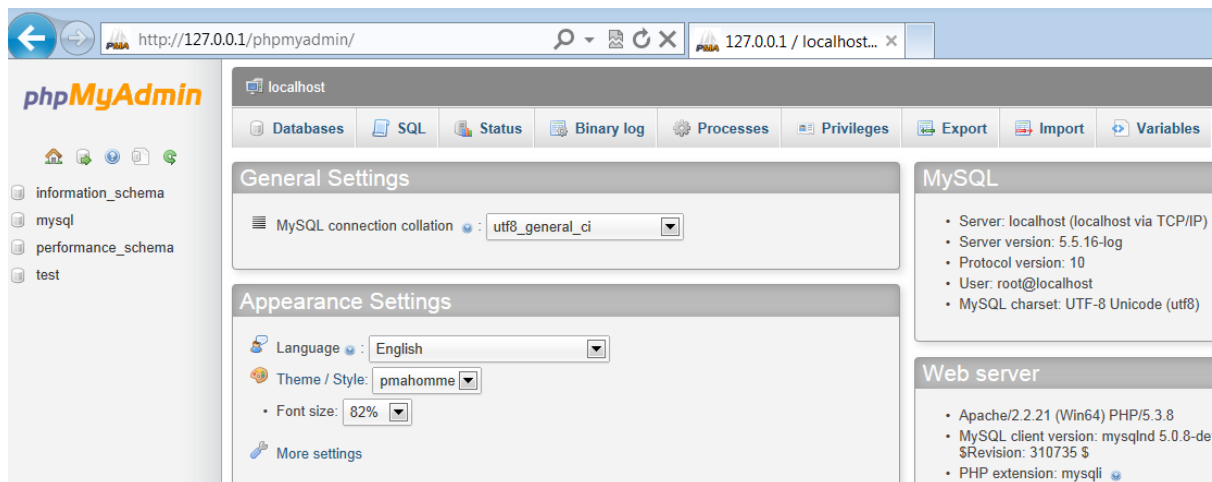 http://127.0.0.1/phpmyadmin/
PMA 127.0.0.1 / localhost...
phpMyAdmin
information_schema
mysql
performance_schema
test
localhost
Databases SQL Status Binary log Processes Privileges Export Import Variables
General Settings
MySQL connection collation : utf8_general_ci
Appearance Settings
Language : English
Theme / Style: pmahomme
• Font size: 82%
More settings
MySQL
• Server: localhost (localhost via TCP/IP)
• Server version: 5.5.16-log
• Protocol version: 10
• User: root@localhost
• MySQL charset: UTF-8 Unicode (utf8)
Web server
• Apache/2.2.21 (Win64) PHP/5.3.8
• MySQL client version: mysqlnd 5.0.8-de
$Revision: 310735 $
• PHP extension: mysqli